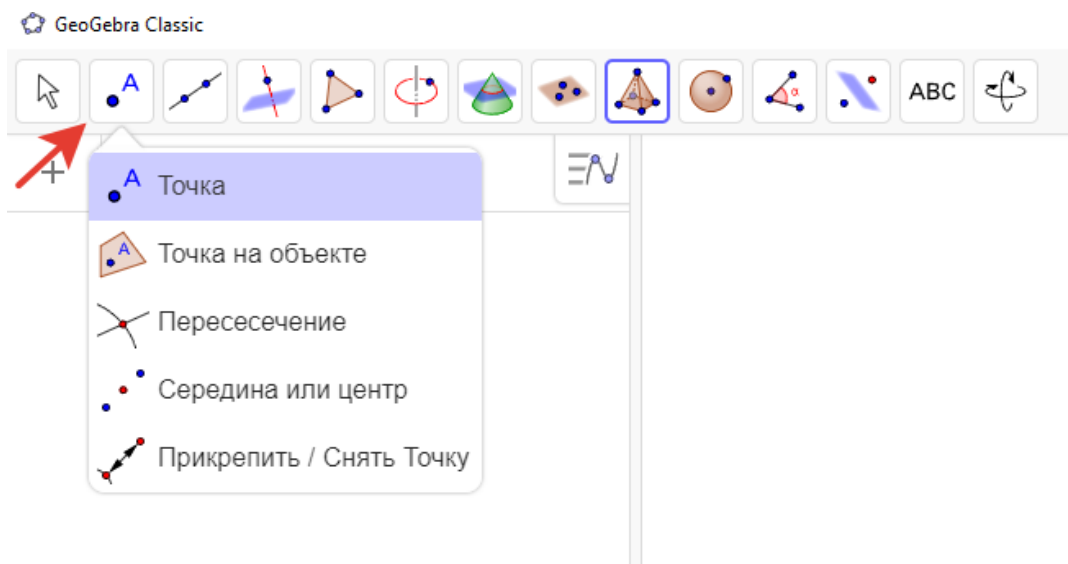 GeoGebra Classic
A
α
ABC
A Точка
A Точка на объекте
Пересесечение
Середина или центр
Прикрепить / Снять Точку